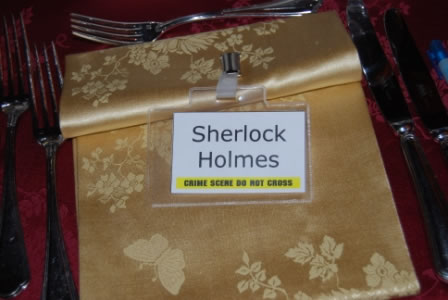 Sherlock
Holmes
CRIME SCENE DO NOT CROSS